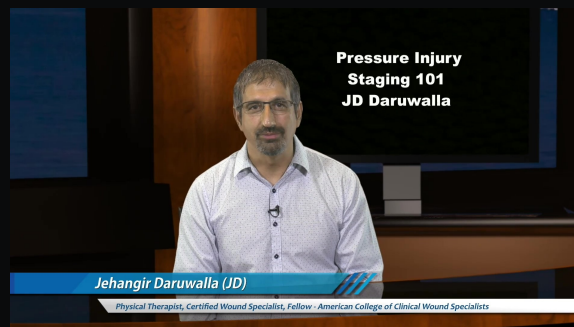 Pressure Injury
Staging 101
JD Daruwalla
Jehangir Daruwalla (JD)
Physical Therapist, Certified Wound Specialist, Fellow - American College of Clinical Wound Specialists